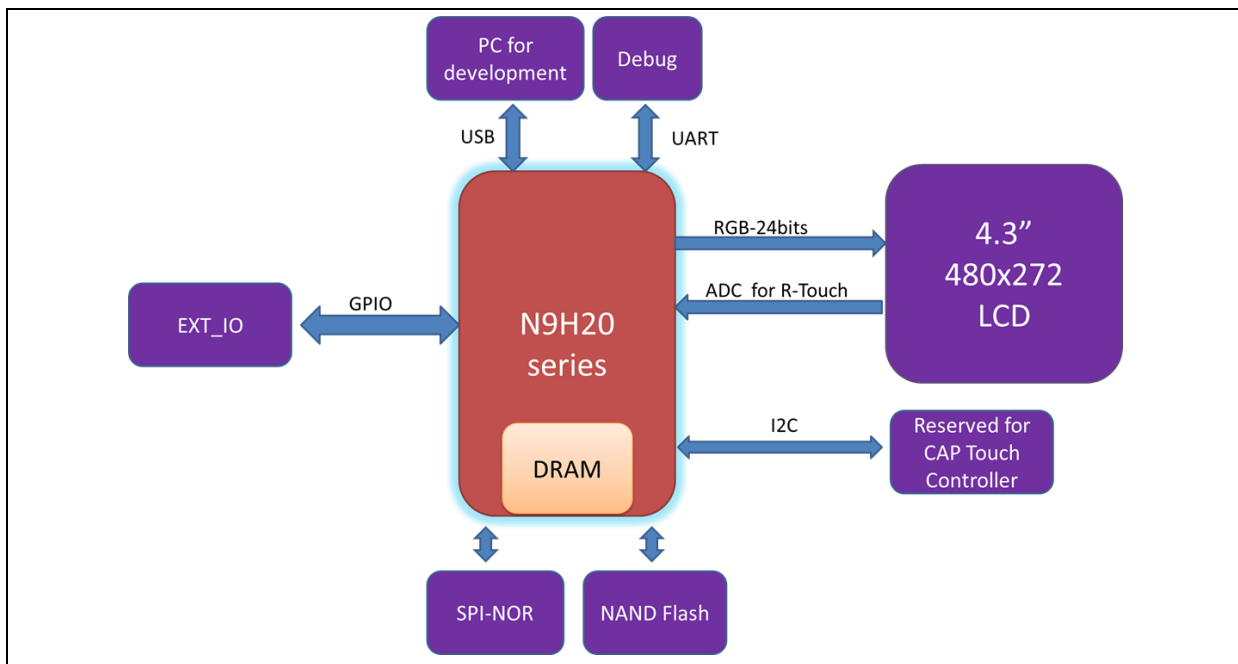 PC for
development
Debug
USB
UART
RGB-24bits
4.3”
480x272
LCD
ADC for R-Touch
GPIO
EXT_IO
N9H20
series
I2C
Reserved for
CAP Touch
Controller
DRAM
SPI-NOR
NAND Flash